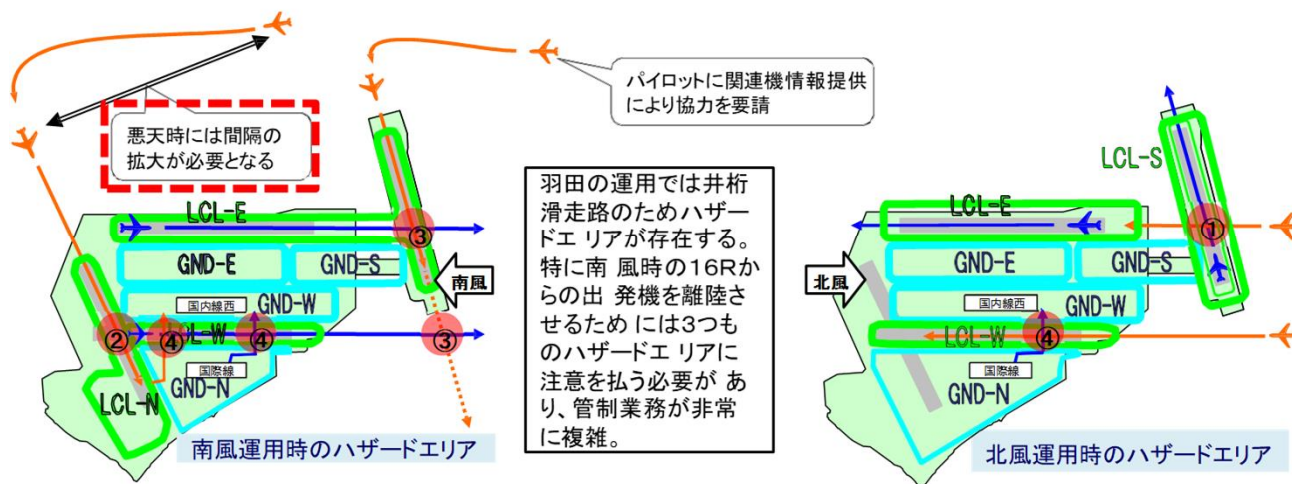 悪天時には間隔の
拡大が必要となる
パイロットに関連機情報提供
により協力を要請
LCL-E
③
GND-E
GND-S
南風
国内線西
GND-W
②
④
LCL-W
④
③
国際線
GND-N
LCL-N
南風運用時のハザードエリア
羽田の運用では井桁
滑走路のためハザー
ドエ リアが存在する。
特に南 風時の16Rか
らの出 発機を離陸さ
せるため には3つも
のハザードエ リアに
注意を払う必要が あ
り、管制業務が非常
に複雑。
LCL-S
LCL-E
①
GND-E
GND-S
北風
国内線西
GND-W
LCL-W
④
国際線
GND-N
北風運用時のハザードエリア